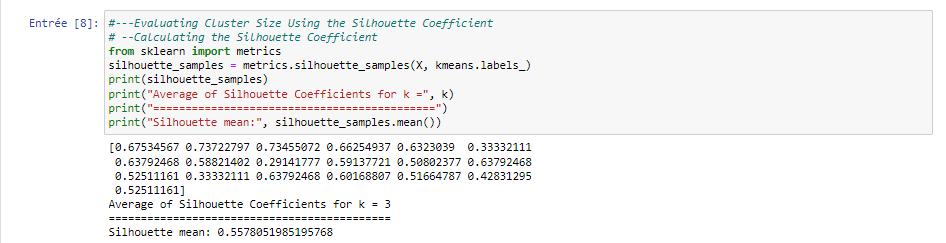 Entrée [8]: #---Evaluating Cluster Size Using the Silhouette Coefficient
# --Calculating the Silhouette Coefficient
from sklearn import metrics
silhouette_samples = metrics.silhouette_samples(X, kmeans.labels_)
print(silhouette_samples)
print("Average of Silhouette Coefficients for k =", k)
print("============================================")
print("Silhouette mean:", silhouette_samples.mean())
[0.67534567 0.73722797 0.73455072 0.66254937 0.6323039  0.33332111
 0.63792468 0.58821402 0.29141777 0.59137721 0.50802377 0.63792468
 0.52511161 0.33332111 0.63792468 0.60168807 0.51664787 0.42831295
 0.52511161]
Average of Silhouette Coefficients for k = 3
============================================
Silhouette mean: 0.5578051985195768